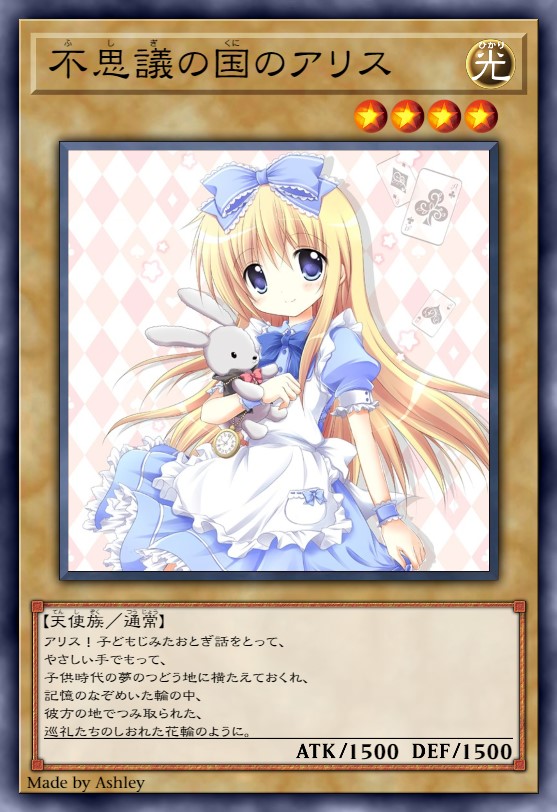 不思議の国のアリス
光
【天使族／通常】
アリス！子どもじみたおとぎ話をとって、
やさしい手でもって、
子供時代の夢のつどう地に横たえておくれ、
記憶のなぞめいた輪の中、
彼方の地でつみ取られた、
巡礼たちのしおれた花輪のように。
ATK/1500 DEF/1500
Made by Ashley